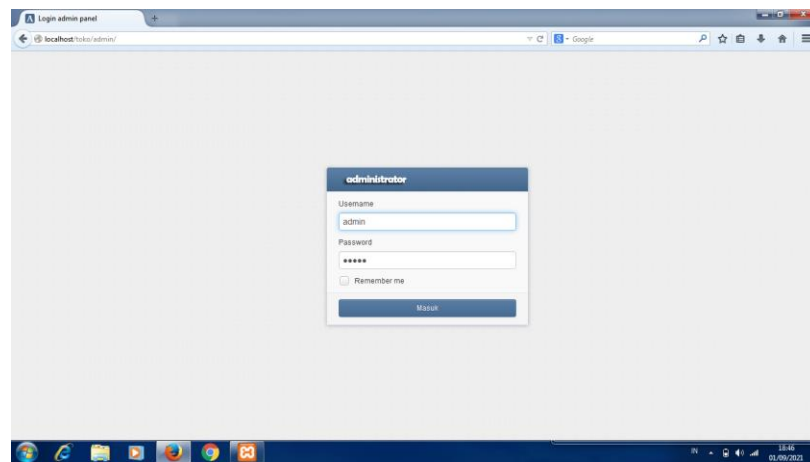 Login admin panel
localhost/toko/admin/
Google
administrator
Username
admin
Password
Remember me
Masuk
IN
18:46
01/09/2021